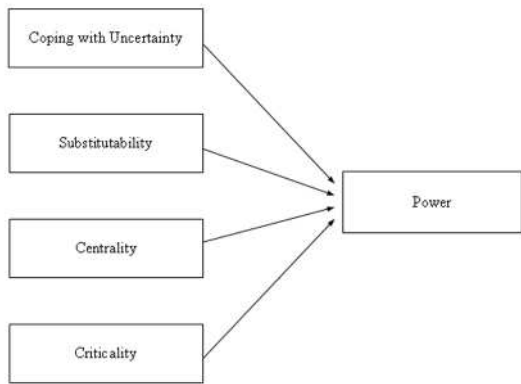 Coping with Uncertainty
Substitutability
Power
Centrality
Criticality